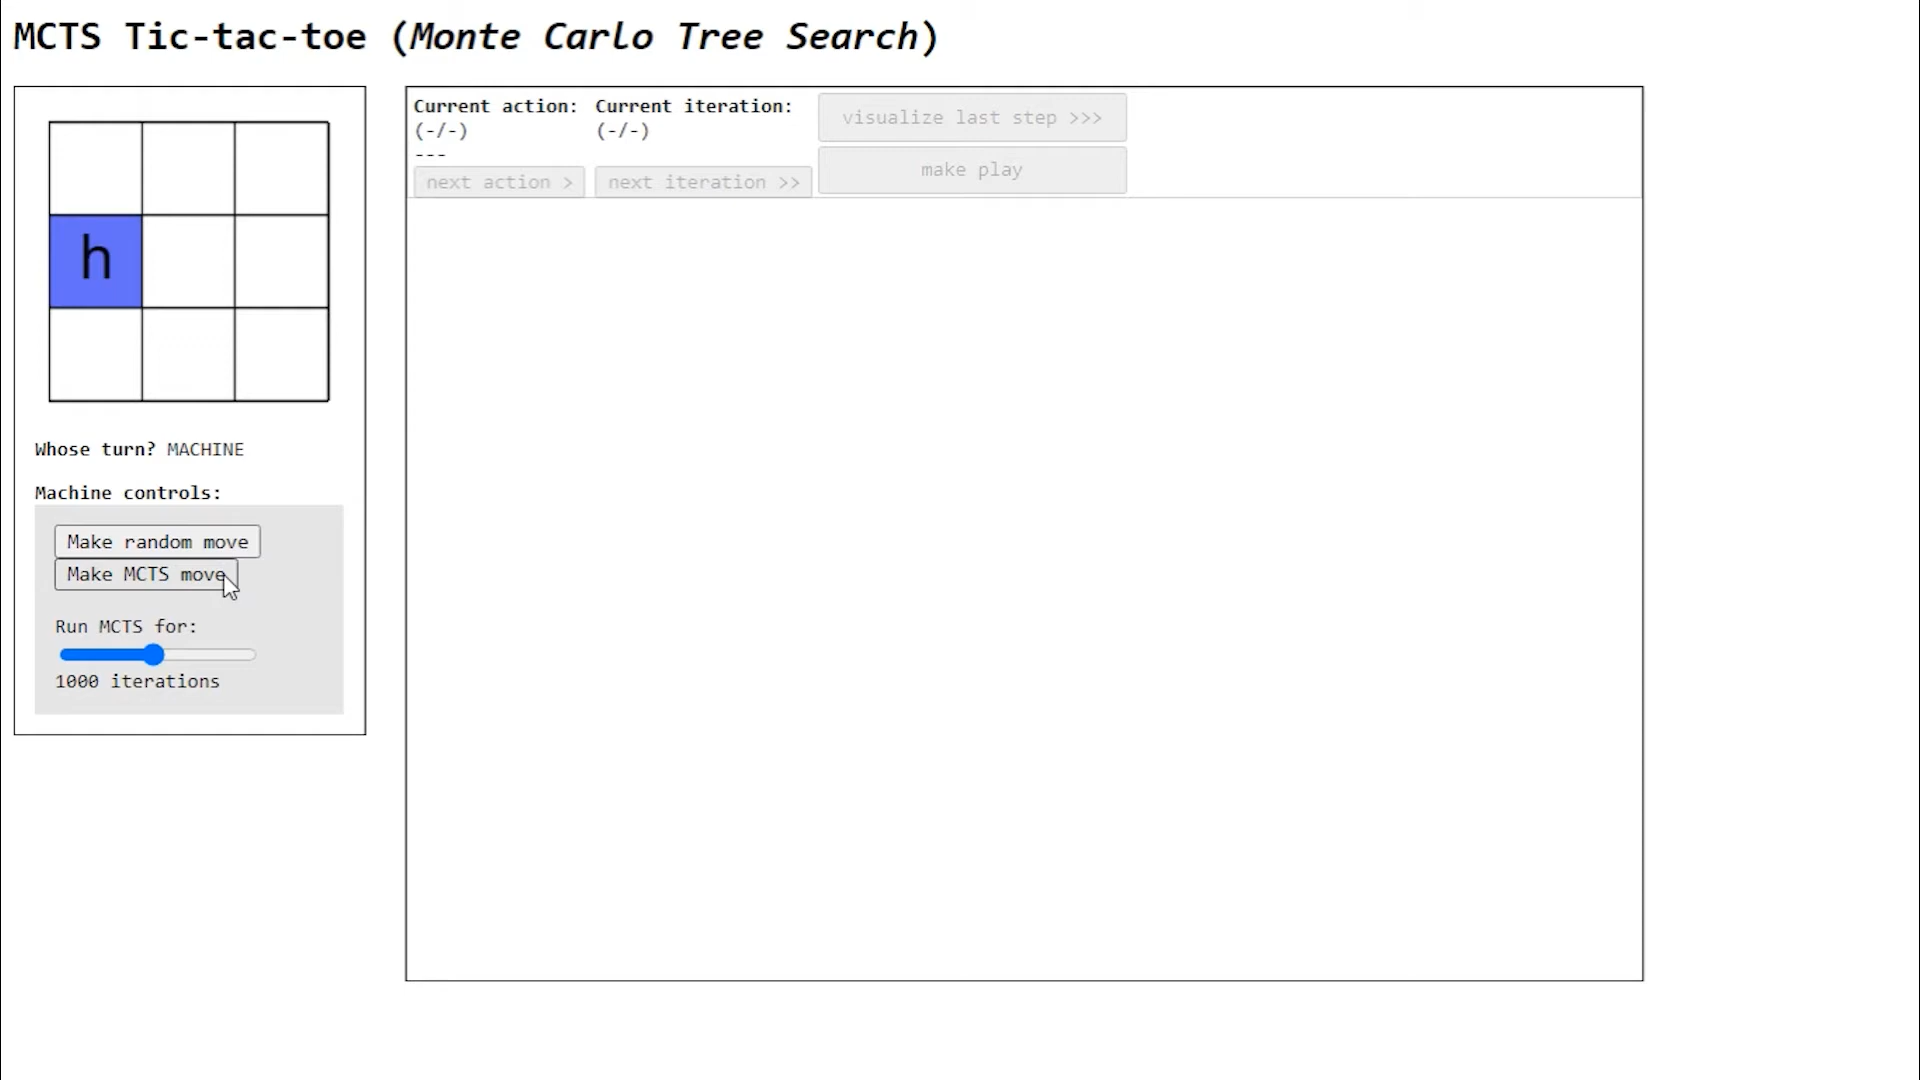 MCTS Tic-tac-toe (Monte Carlo Tree Search)
h
Whose turn? MACHINE
Machine controls:
Make random move
Make MCTS move
Run MCTS for:
1000 iterations
Current action: Current iteration:
(-/-) (-/-)
---
next action > next iteration >>
visualize last step >>>
make play